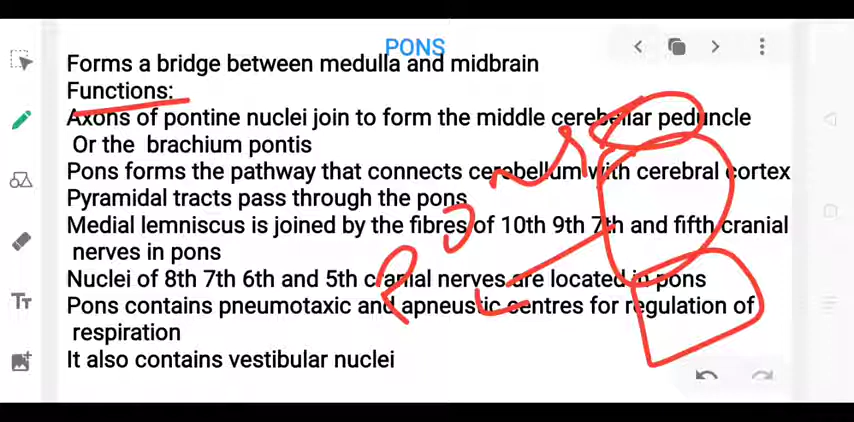 PONS
Forms a bridge between medulla and midbrain
Functions:
Axons of pontine nuclei join to form the middle cerebellar peduncle
Or the brachium pontis
Pons forms the pathway that connects cerebellum with cerebral cortex
Pyramidal tracts pass through the pons
Medial lemniscus is joined by the fibres of 10th 9th 7th and fifth cranial
nerves in pons
Nuclei of 8th 7th 6th and 5th cranial nerves are located in pons
Pons contains pneumotaxic and apneustic centres for regulation of
respiration
It also contains vestibular nuclei
Pons
TT